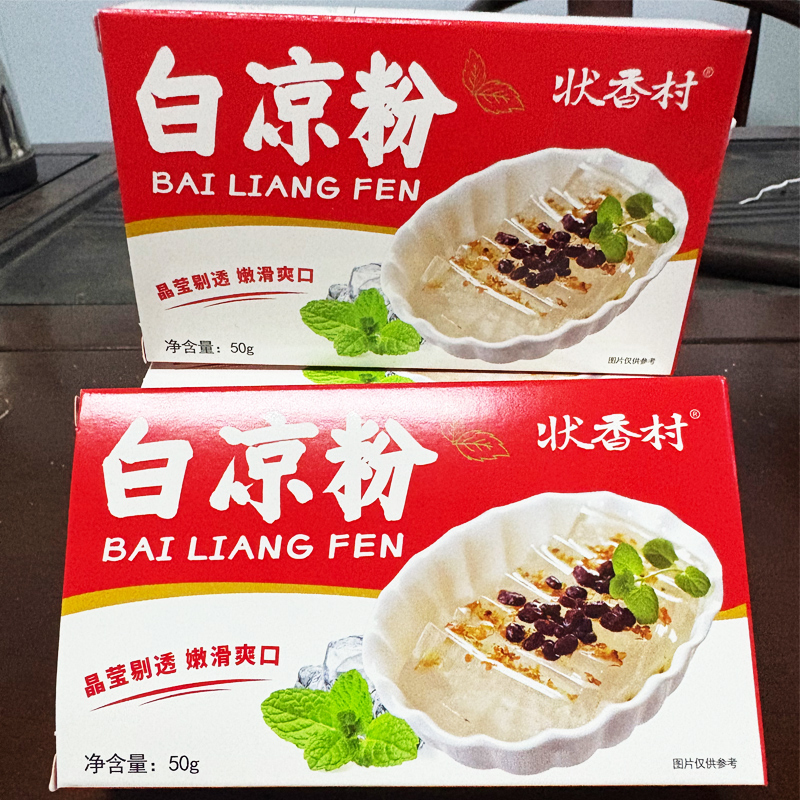 白凉粉
状香村®
BAI LIANG FEN
晶莹剔透 嫩滑爽口
净含量：50g
图片仅供参考
白凉粉
状香村®
BAI LIANG FEN
晶莹剔透 嫩滑爽口
净含量：50g
图片仅供参考